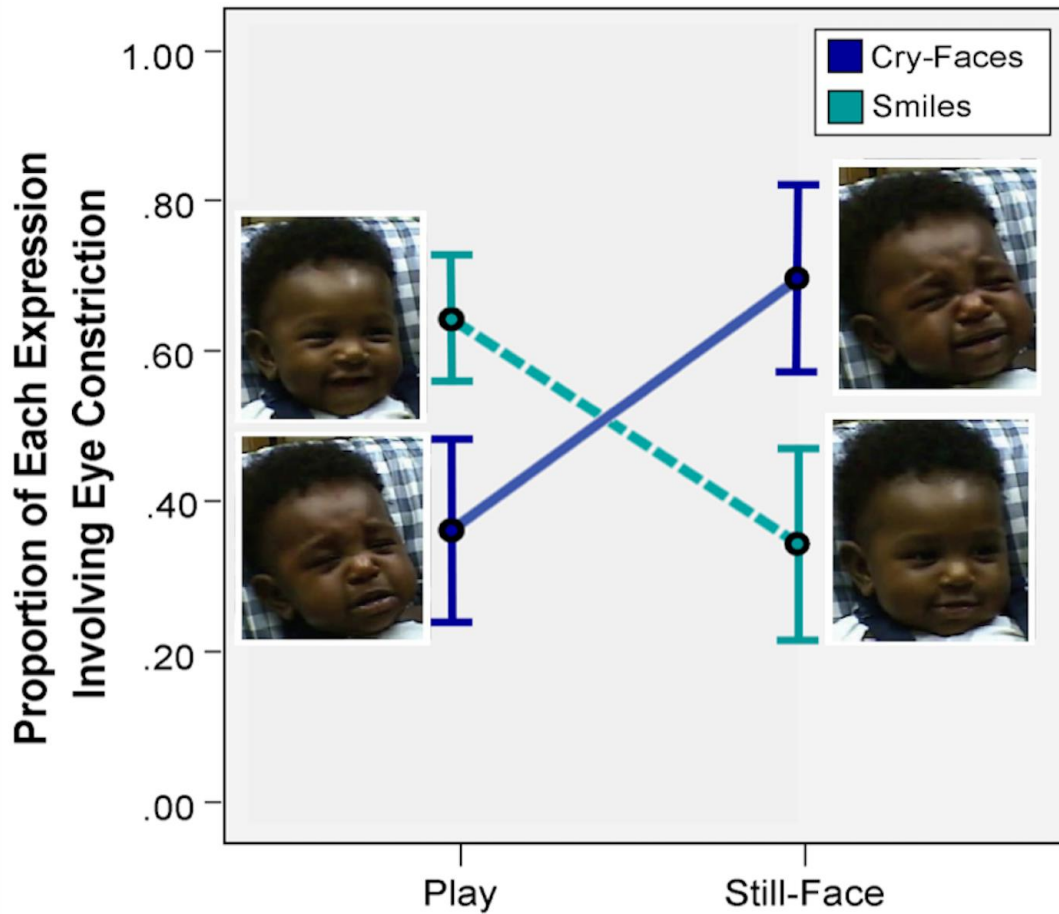 1.00
.80
.60
.40
.20
.00
Proportion of Each Expression
Involving Eye Constriction
Cry-Faces
Smiles
Play
Still-Face